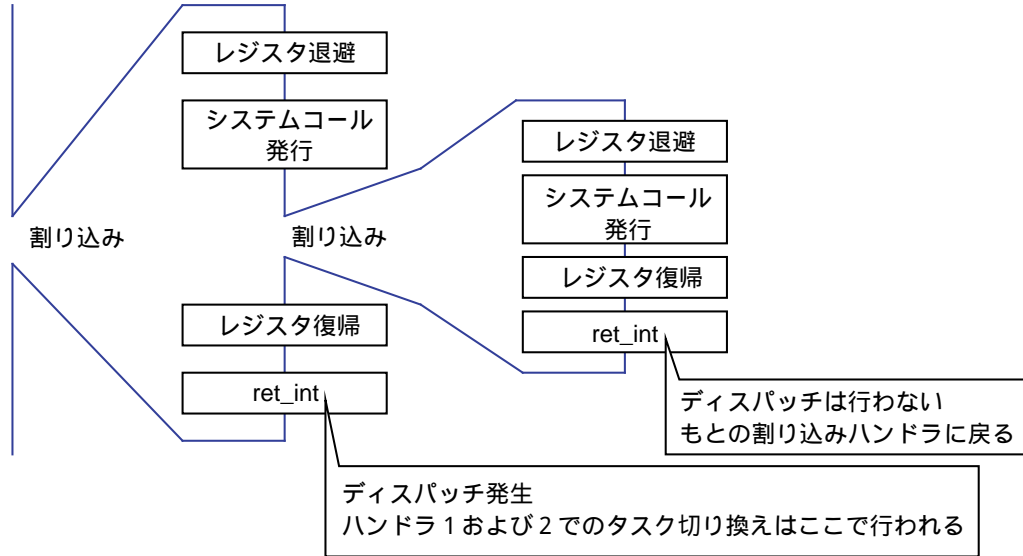 レジスタ退避
システムコール
発行
割り込み
レジスタ復帰
ret_int
割り込み
レジスタ退避
システムコール
発行
レジスタ復帰
ret_int
ディスパッチは行わない
もとの割り込みハンドラに戻る
ディスパッチ発生
ハンドラ 1 および 2 でのタスク切り換えはここで行われる